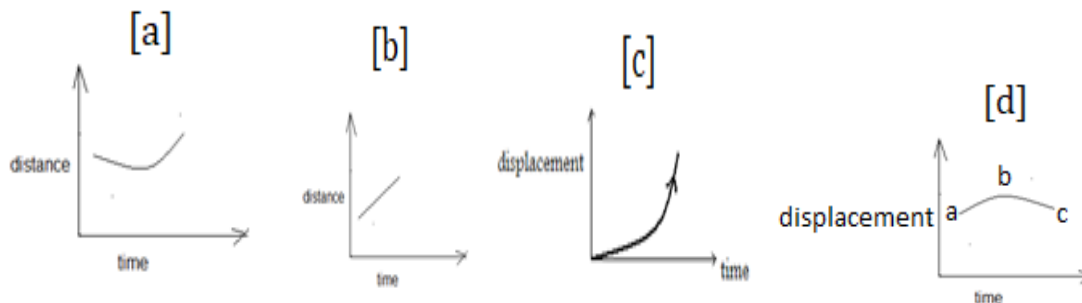 [a]
distance
time
[b]
distance
time
[c]
displacement
time
[d]
displacement
a
b
c
time